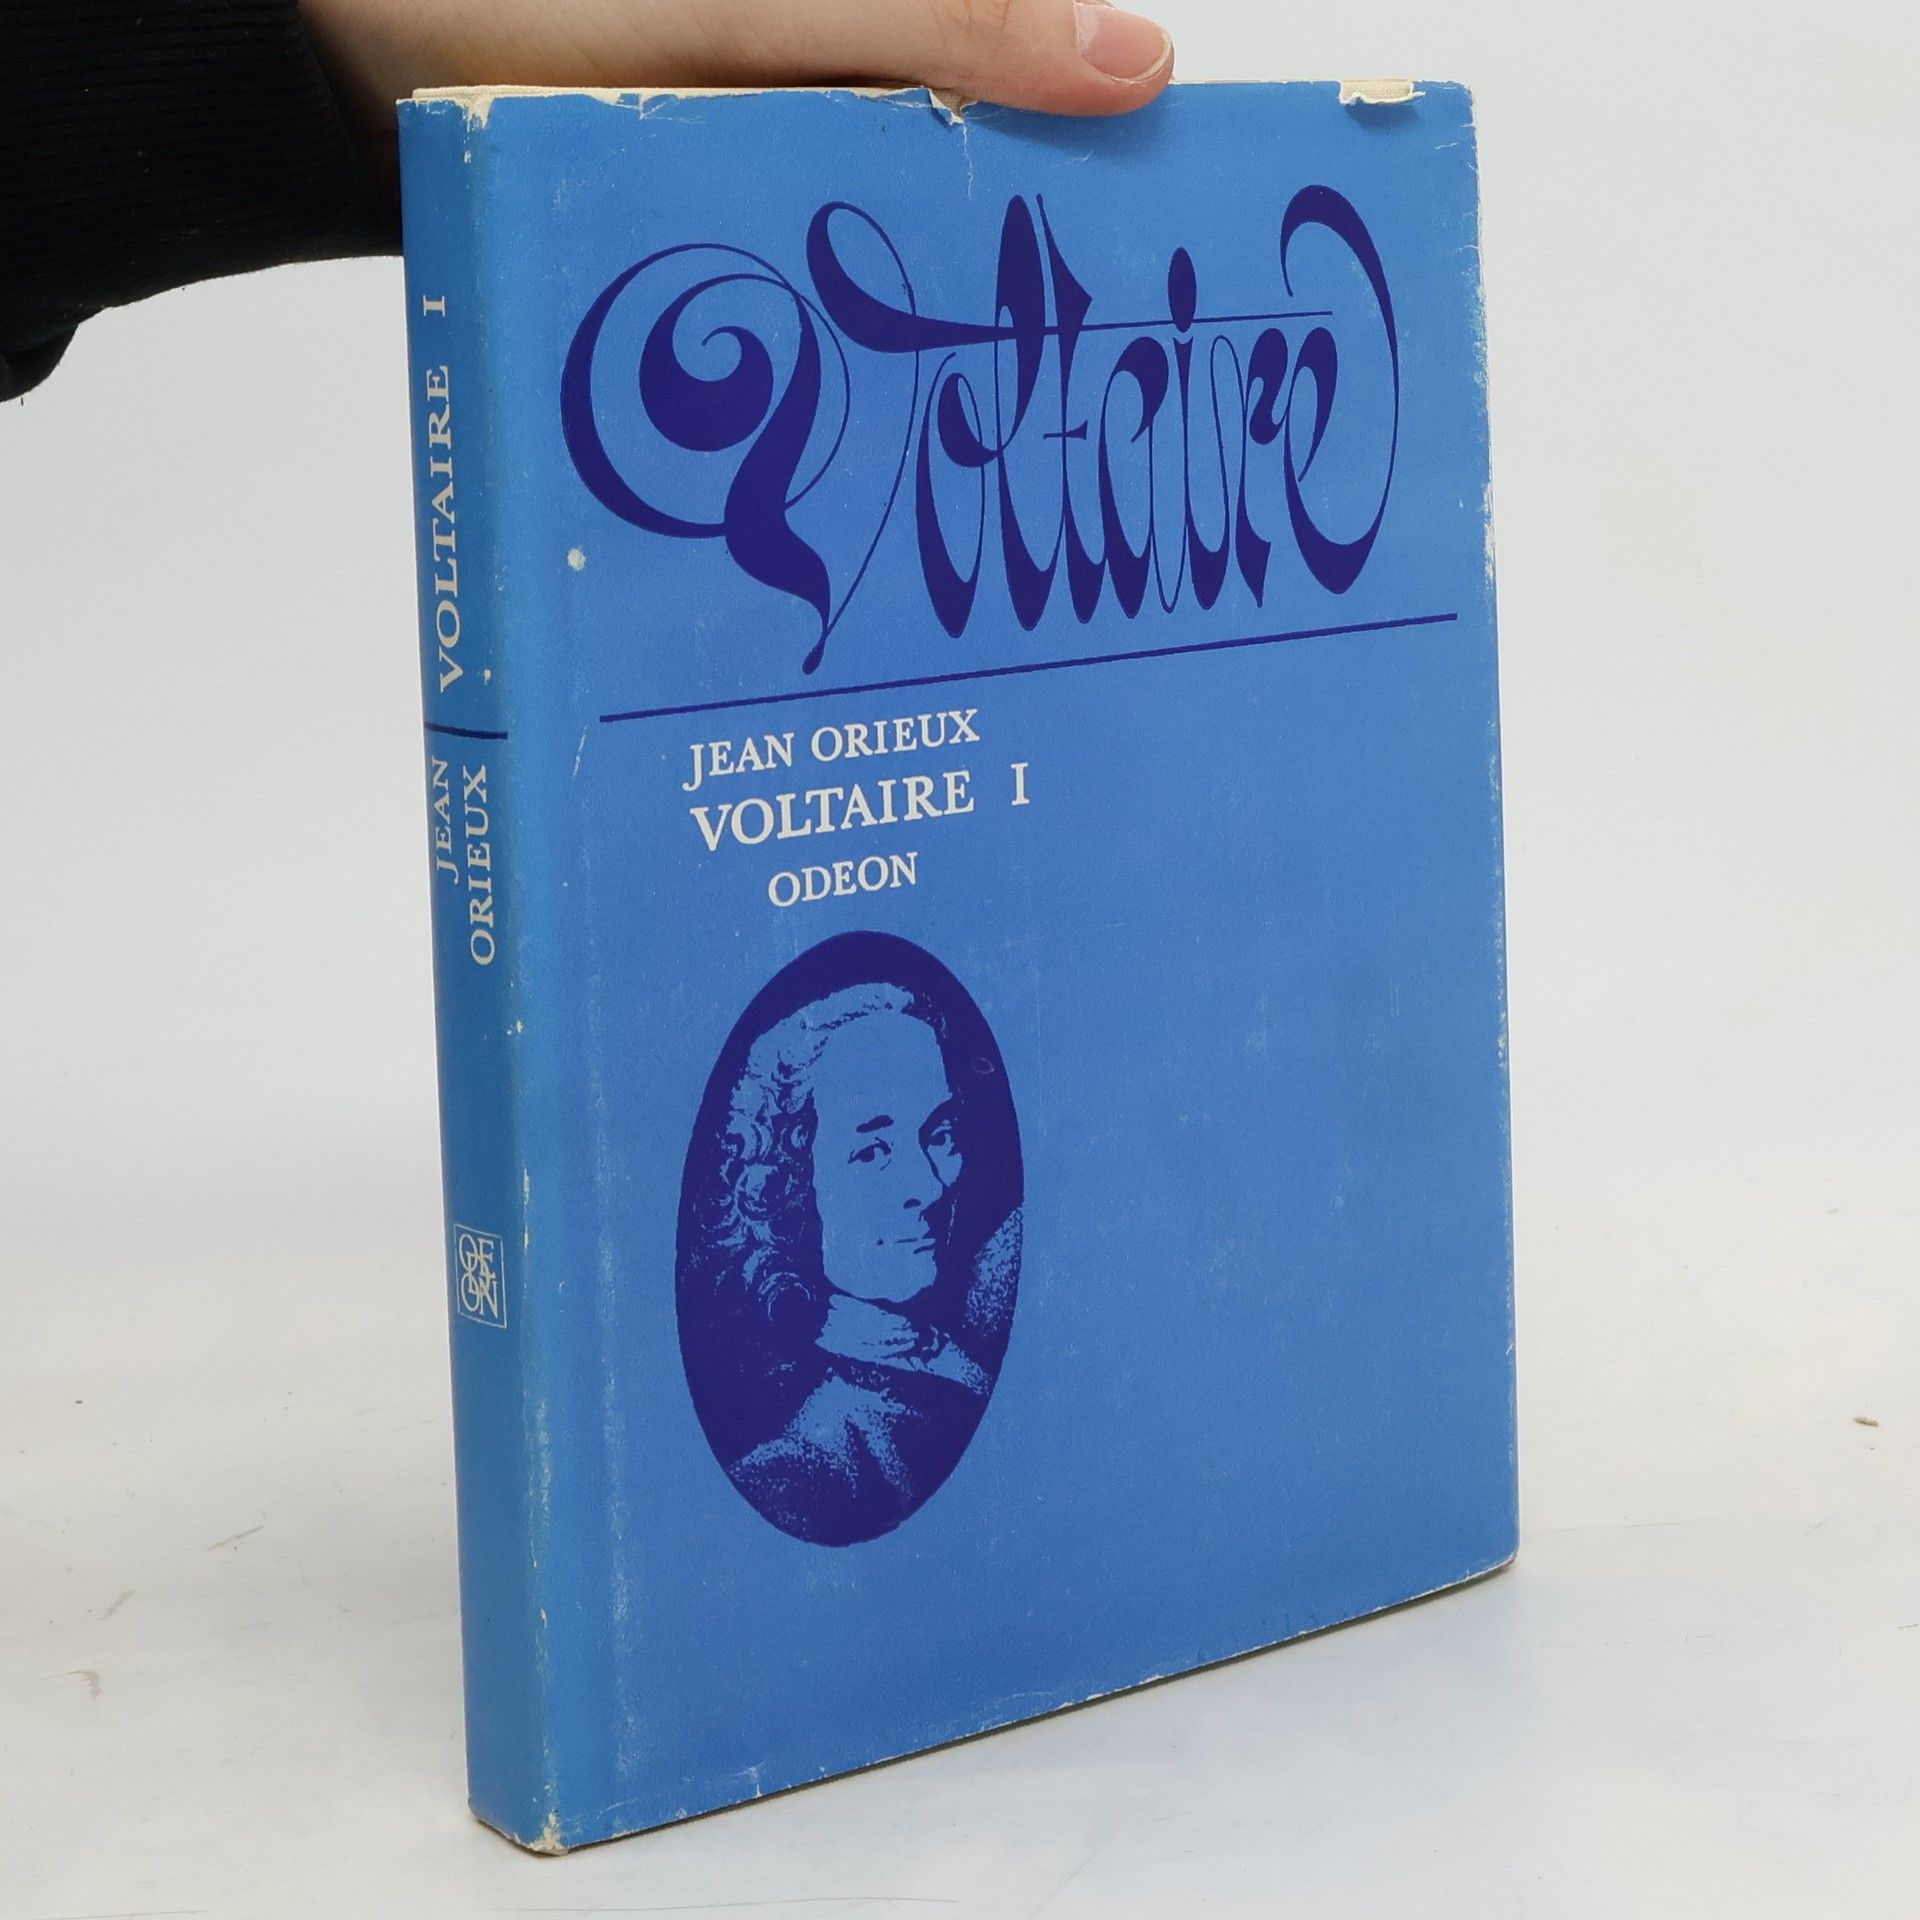 Voltaire
JEAN ORIEUX
VOLTAIRE I
ODEON
JEAN
ORIEUX
VOLTAIRE I
ODEON